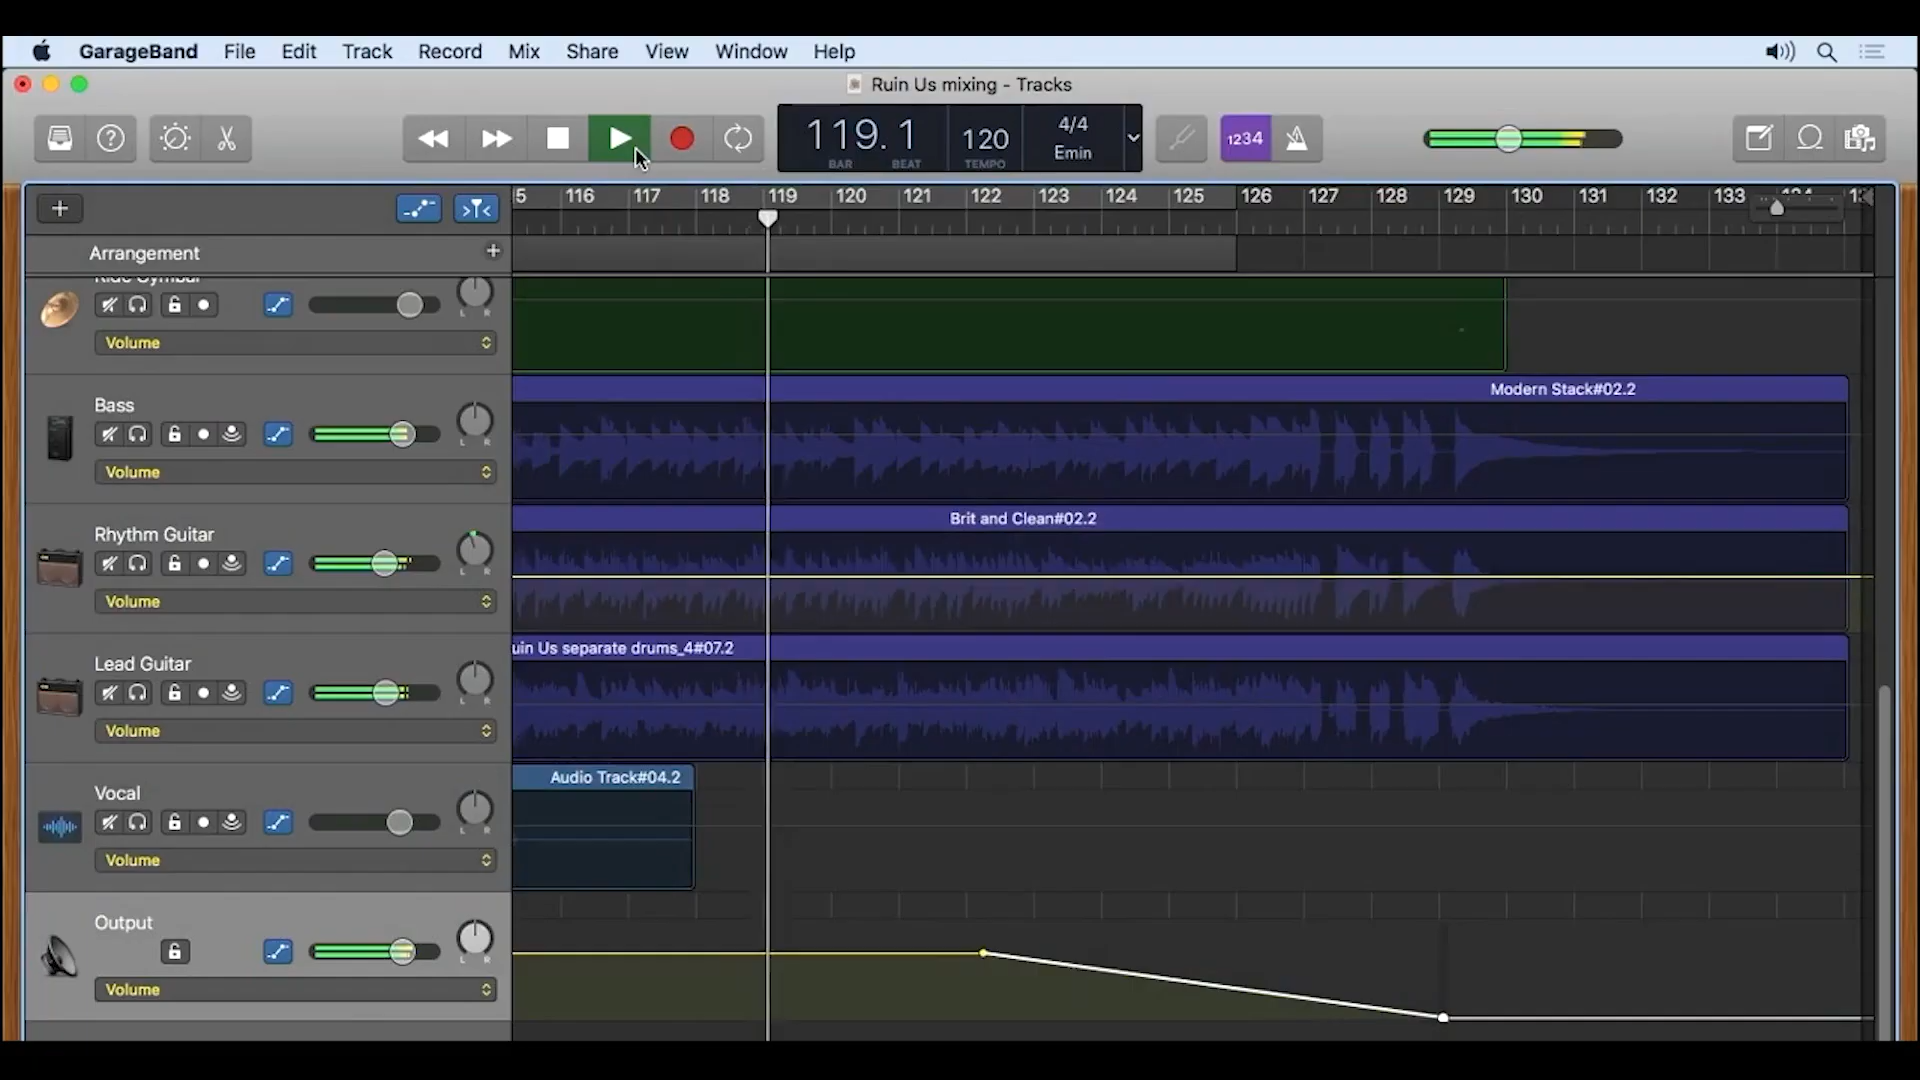 GarageBand File Edit Track Record Mix Share View Window Help
Ruin Us mixing - Tracks
119. 1 120 4/4 Emin
BAR BEAT TEMPO
1234
5 116 117 118 119 120 121 122 123 124 125 126 127 128 129 130 131 132 133
Arrangement
Ride Cymbal
L R
Volume
Bass
L R
Volume
Modern Stack#02.2
Rhythm Guitar
L R
Volume
Brit and Clean#02.2
Lead Guitar
L R
Volume
uin Us separate drums_4#07.2
Vocal
L R
Volume
Audio Track#04.2
Output
L R
Volume